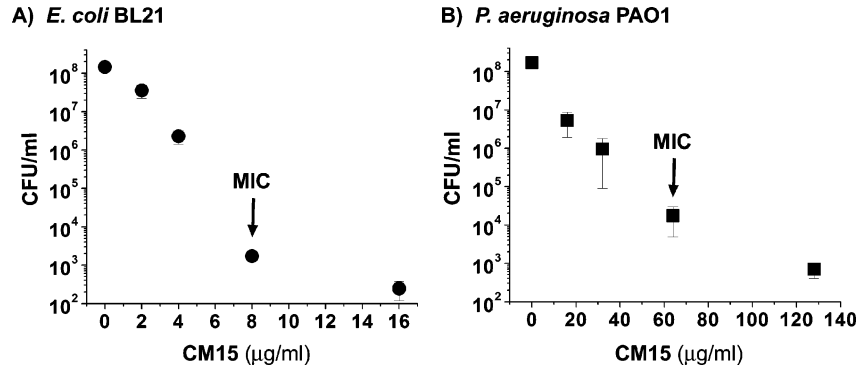 A) E. coli BL21
10⁸
10⁷
10⁶
10⁵
10⁴
10³
10²
CFU/ml
MIC
0 2 4 6 8 10 12 14 16
CM15 (μg/ml)
B) P. aeruginosa PAO1
10⁸
10⁷
10⁶
10⁵
10⁴
10³
10²
CFU/ml
MIC
0 20 40 60 80 100 120 140
CM15 (μg/ml)